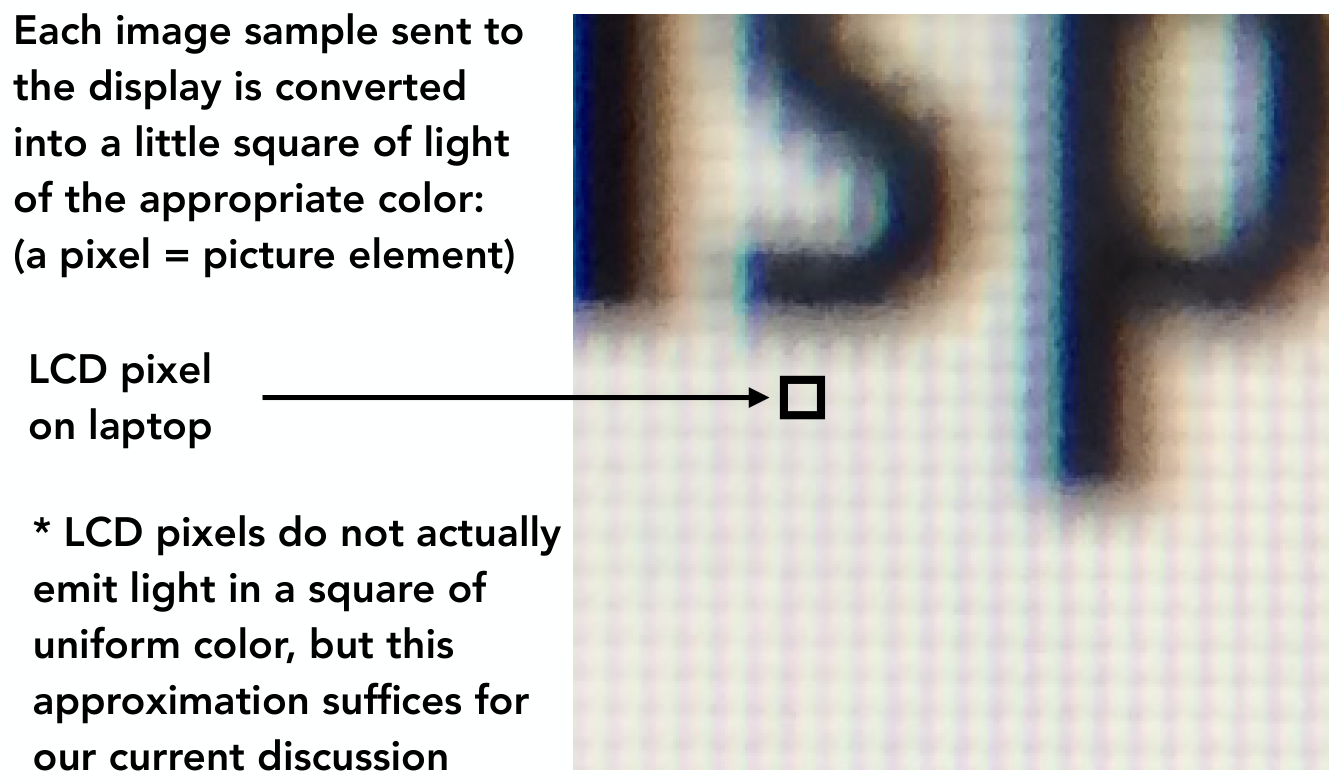 Each image sample sent to
the display is converted
into a little square of light
of the appropriate color:
(a pixel = picture element)
LCD pixel
on laptop
* LCD pixels do not actually
emit light in a square of
uniform color, but this
approximation suffices for
our current discussion
sp